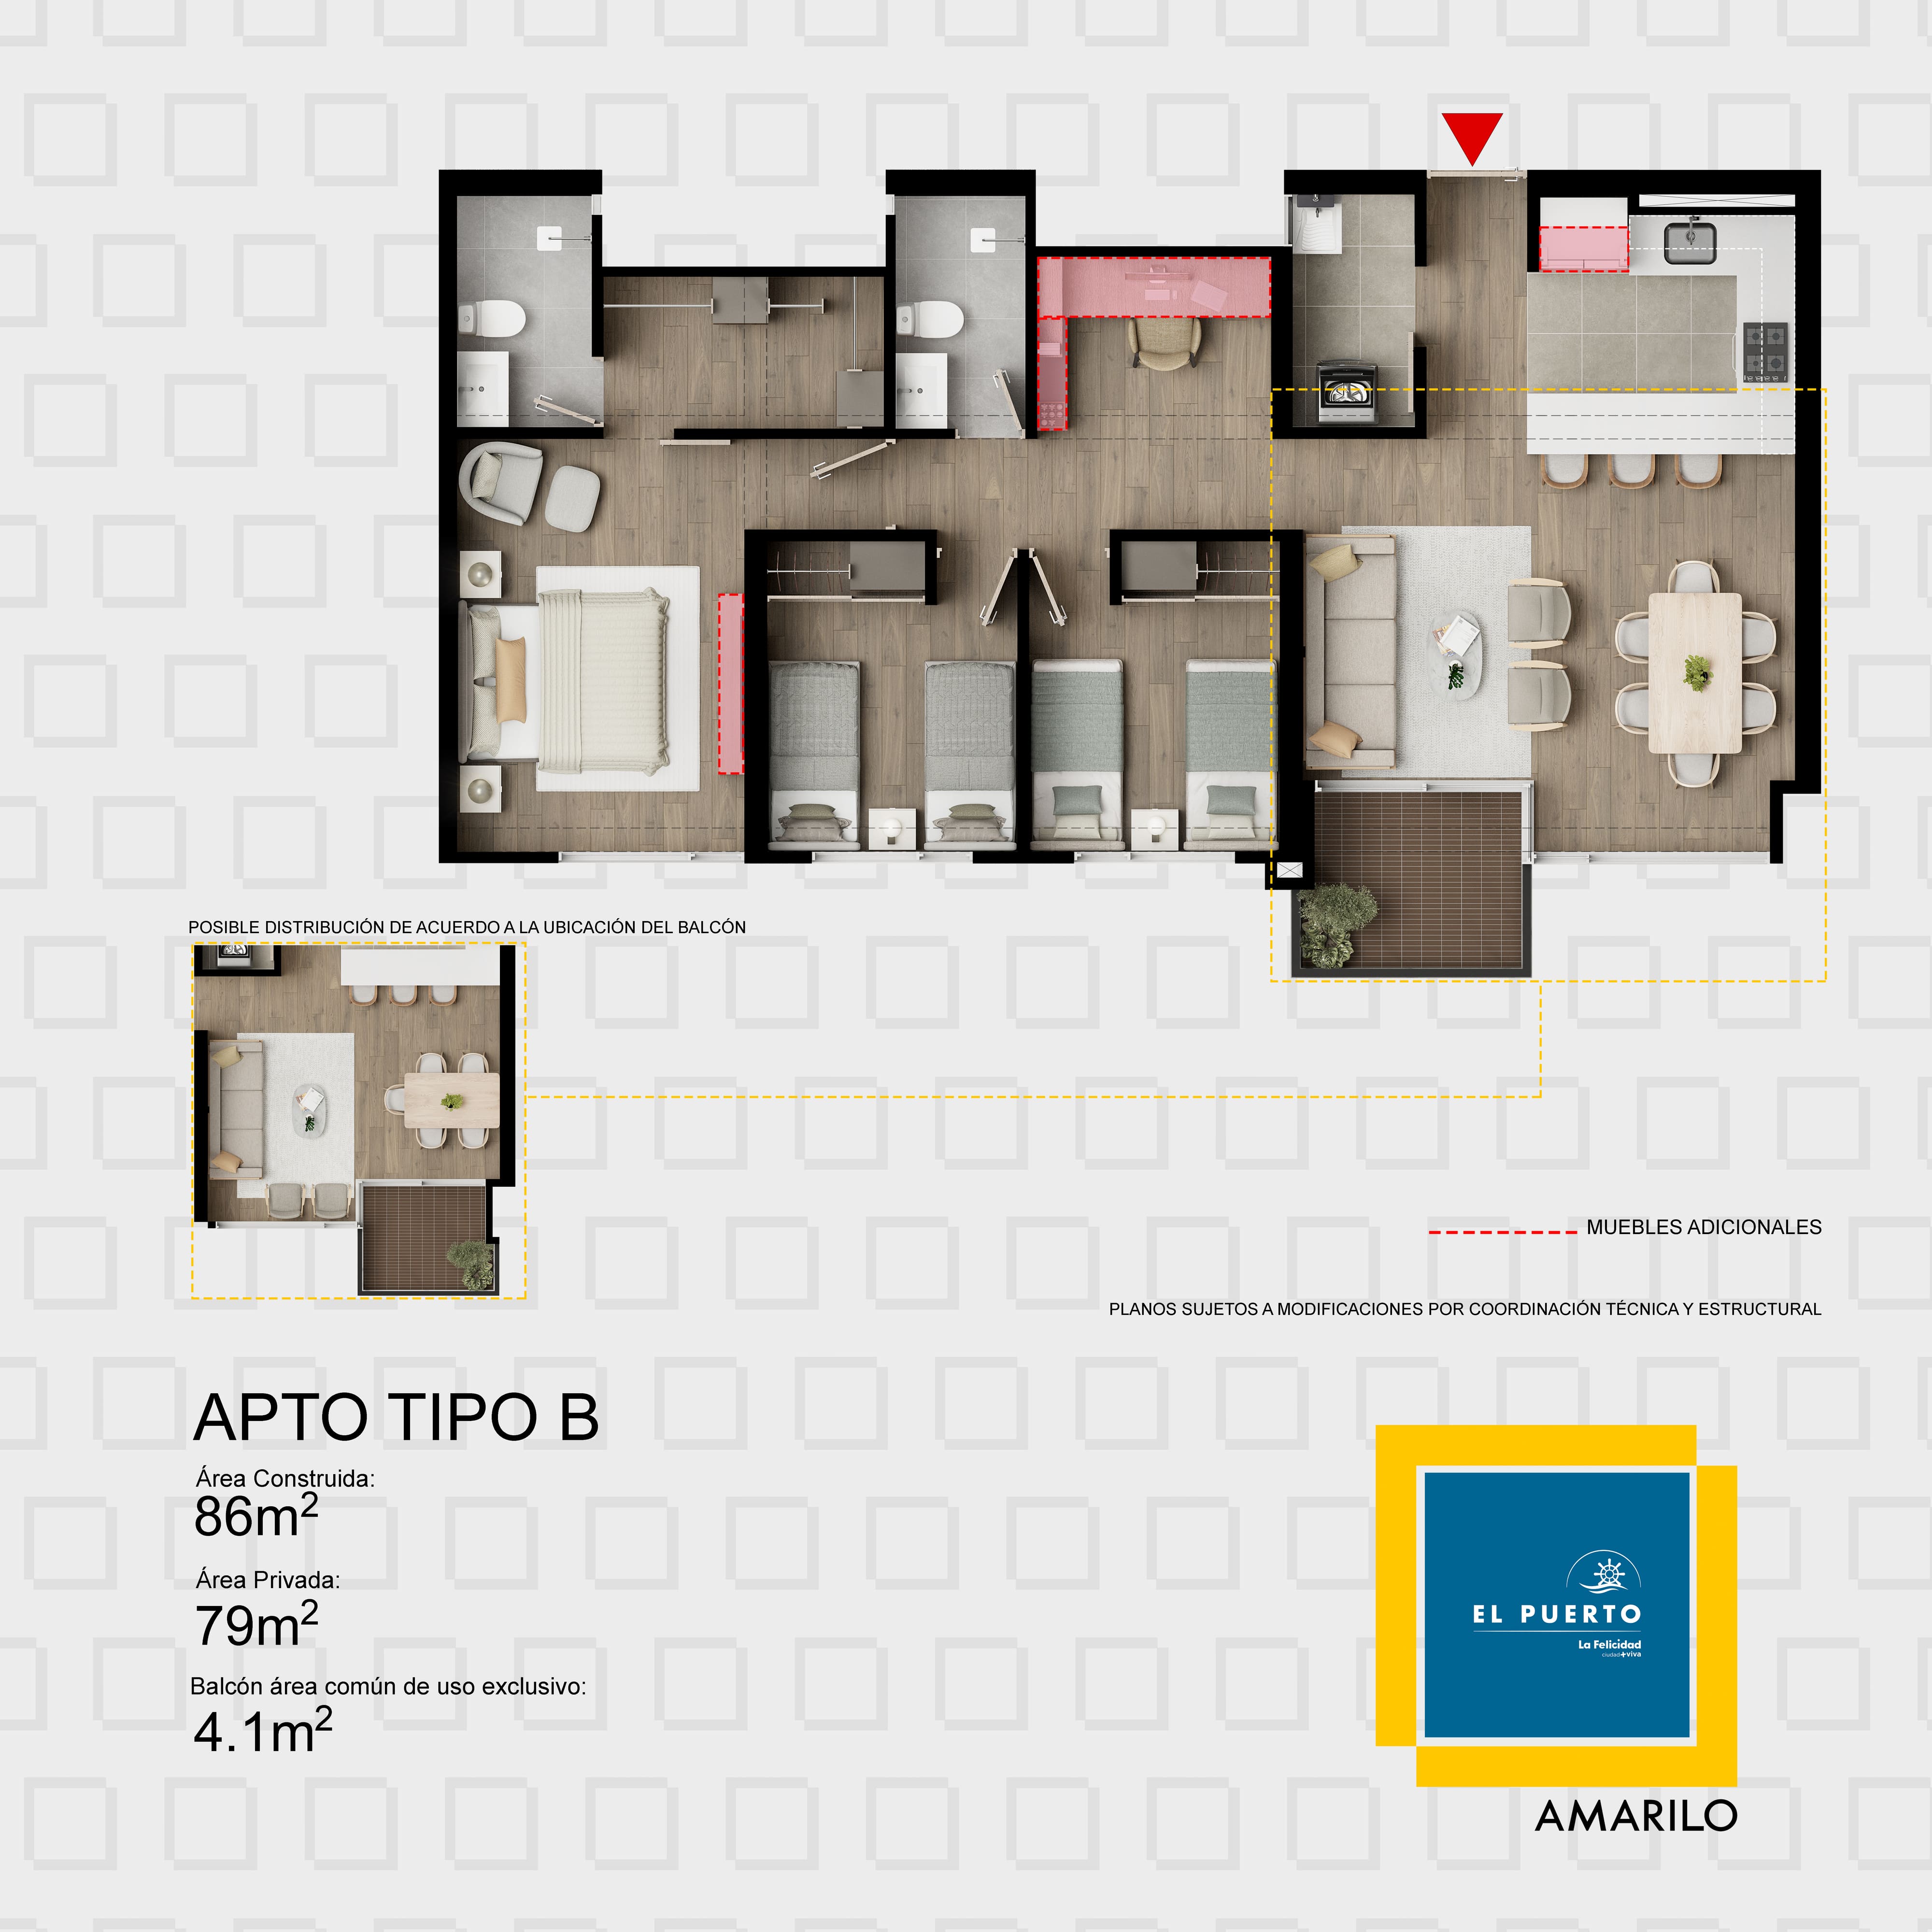 POSIBLE DISTRIBUCIÓN DE ACUERDO A LA UBICACIÓN DEL BALCÓN
MUEBLES ADICIONALES
PLANOS SUJETOS A MODIFICACIONES POR COORDINACIÓN TÉCNICA Y ESTRUCTURAL
APTO TIPO B
Área Construida:
86m²
Área Privada:
79m²
Balcón área común de uso exclusivo:
4.1m²
EL PUERTO
La Felicidad
ciudad+viva
AMARILO